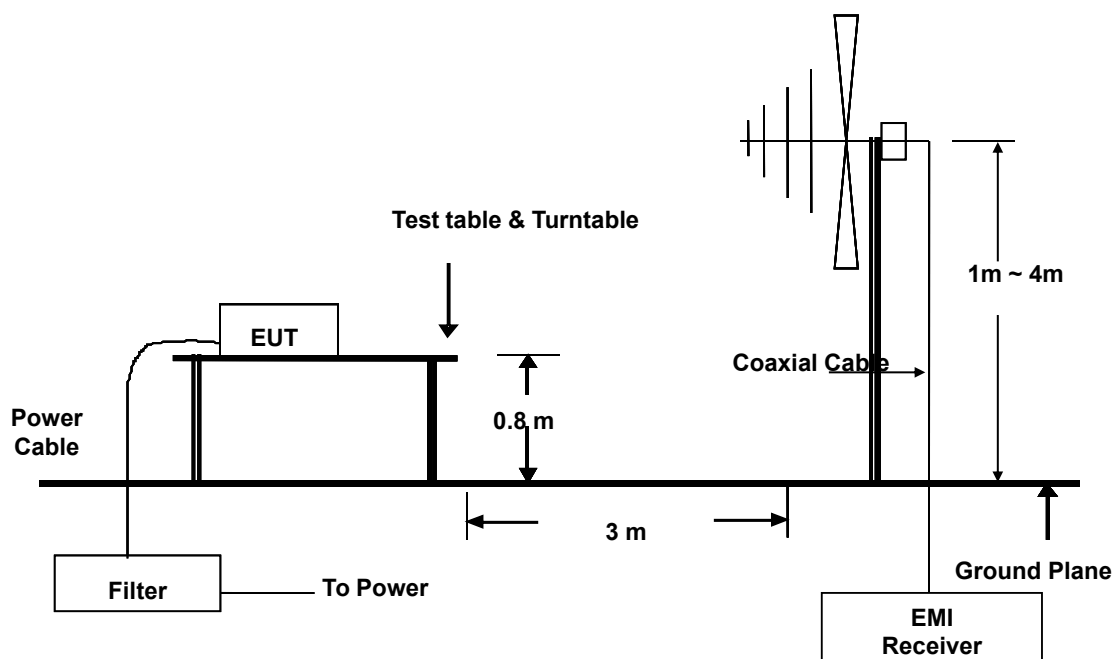 Test table & Turntable
1m ~ 4m
EUT
Coaxial Cable
0.8 m
Power
Cable
3 m
Filter
To Power
Ground Plane
EMI
Receiver